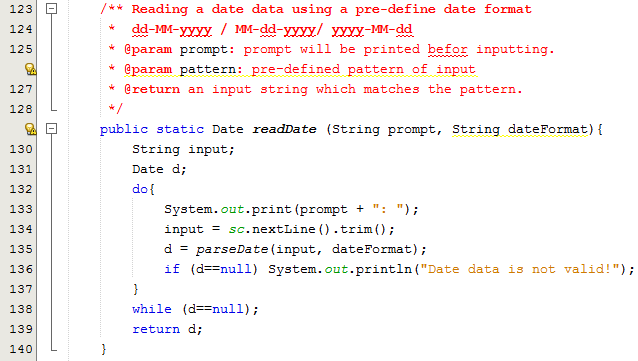 123 /** Reading a date data using a pre-define date format
124 * dd-MM-yyyy / MM-dd-yyyy/ yyyy-MM-dd
125 * @param prompt: prompt will be printed befor inputting.
* @param pattern: pre-defined pattern of input
127 * @return an input string which matches the pattern.
128 */
public static Date readDate (String prompt, String dateFormat){
130 String input;
131 Date d;
132 do{
133 System.out.print(prompt + ": ");
134 input = sc.nextLine().trim();
135 d = parseDate(input, dateFormat);
136 if (d==null) System.out.println("Date data is not valid!");
137 }
138 while (d==null);
139 return d;
140 }